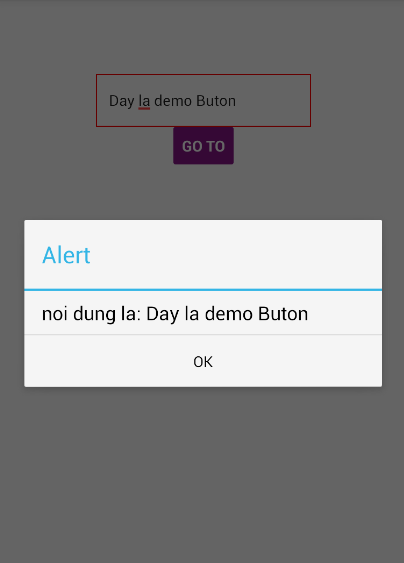 Day la demo Buton
GO TO
Alert
noi dung la: Day la demo Buton
OK